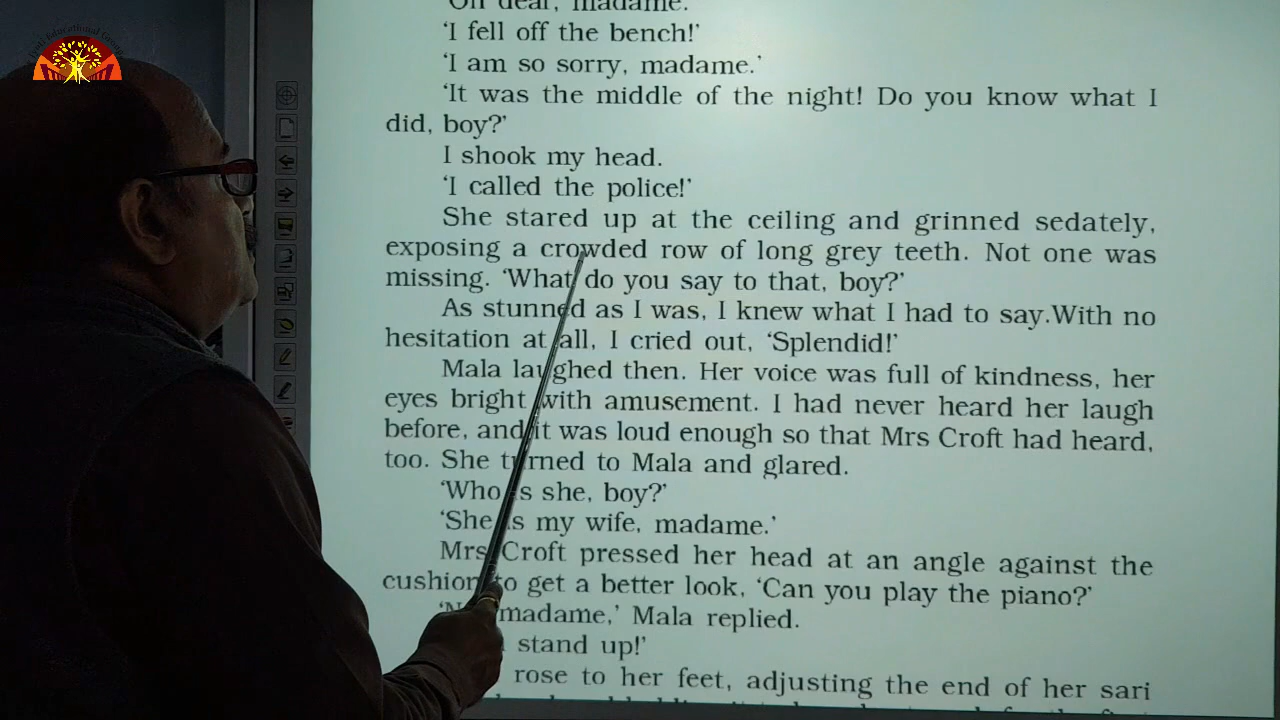 'Oh dear, madame.'
'I fell off the bench!'
'I am so sorry, madame.'
'It was the middle of the night! Do you know what I
did, boy?'
I shook my head.
'I called the police!'
She stared up at the ceiling and grinned sedately,
exposing a crowded row of long grey teeth. Not one was
missing. 'What do you say to that, boy?'
As stunned as I was, I knew what I had to say.With no
hesitation at all, I cried out, 'Splendid!'
Mala laughed then. Her voice was full of kindness, her
eyes bright with amusement. I had never heard her laugh
before, and it was loud enough so that Mrs Croft had heard,
too. She turned to Mala and glared.
'Who is she, boy?'
'She is my wife, madame.'
Mrs Croft pressed her head at an angle against the
cushion to get a better look, 'Can you play the piano?'
'No madame,' Mala replied.
stand up!'
rose to her feet, adjusting the end of her sari